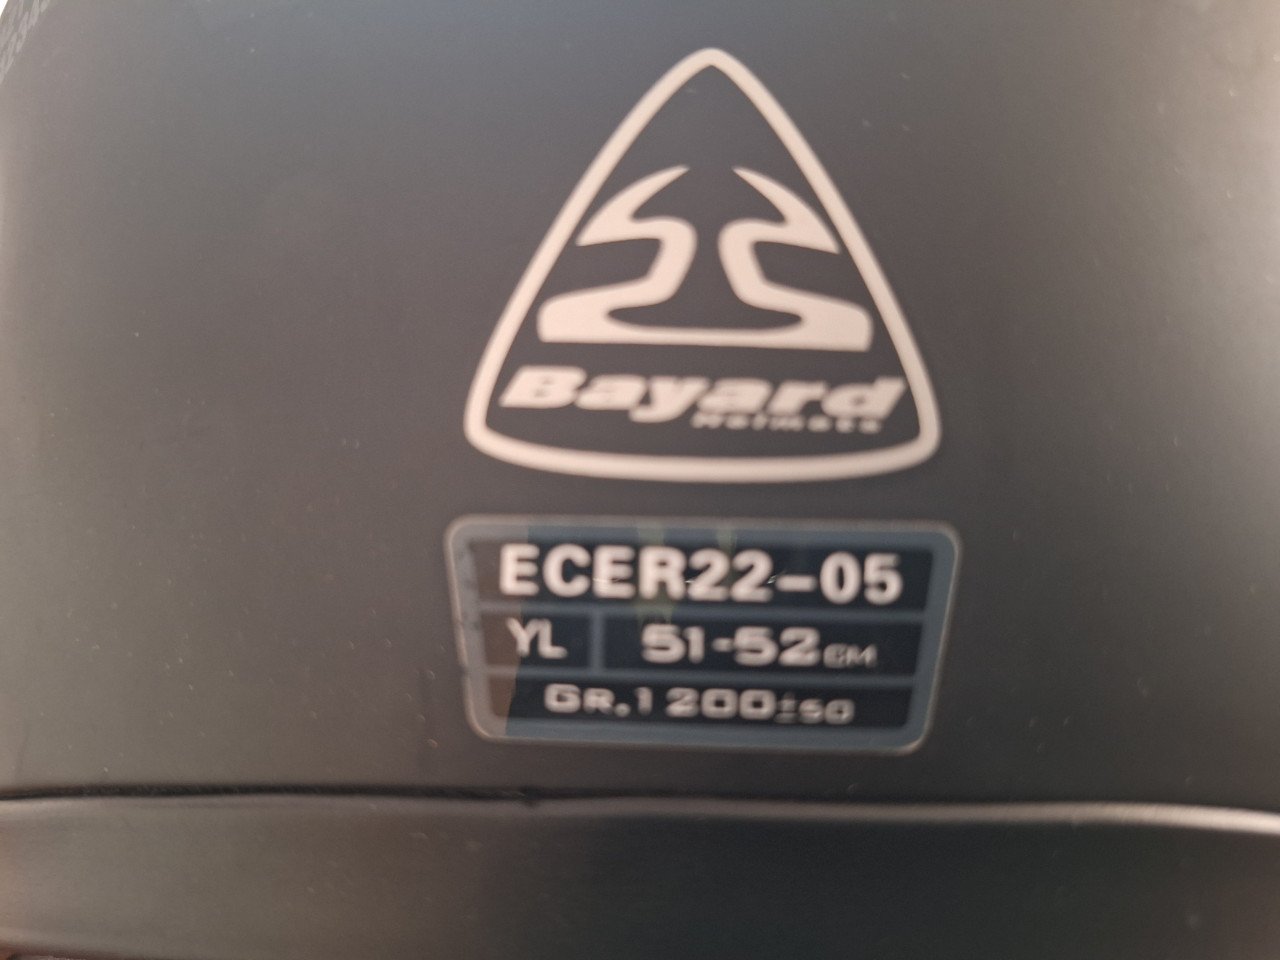 Bayard
Helmets
ECER22-05
YL 51-52CM
GR.1200±50